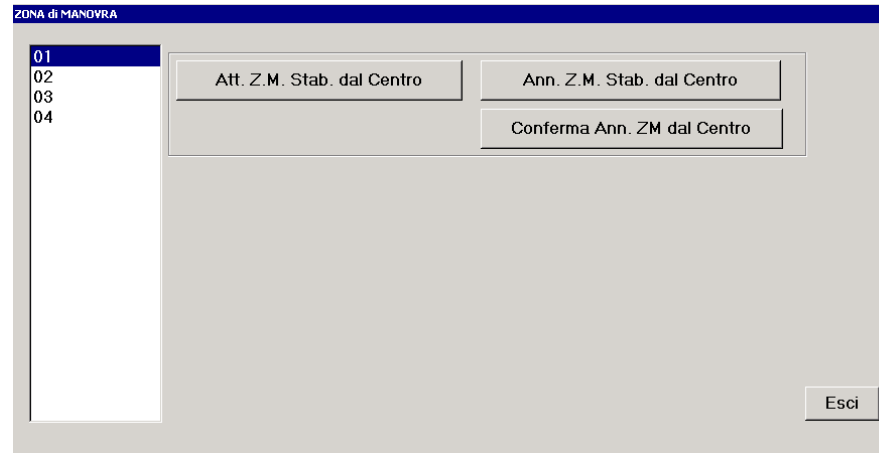 ZONA di MANOVRA
01
02
03
04
Att. Z.M. Stab. dal Centro
Ann. Z.M. Stab. dal Centro
Conferma Ann. ZM dal Centro
Esci